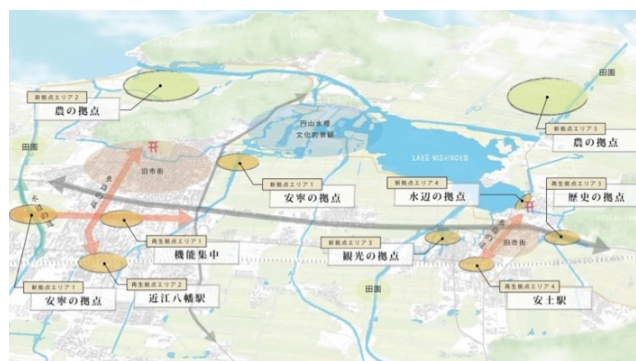 新拠点エリア2
農の拠点
田園
円山水郷
文化的景観
田園
新拠点エリア5
農の拠点
LAKE NISHINOKO
旧市街
新拠点エリア1
安寧の拠点
新拠点エリア4
水辺の拠点
再生拠点エリア3
歴史の拠点
再生拠点エリア1
機能集中
新拠点エリア3
観光の拠点
旧市街
新拠点エリア1
安寧の拠点
再生拠点エリア2
近江八幡駅
田園
再生拠点エリア4
安土駅